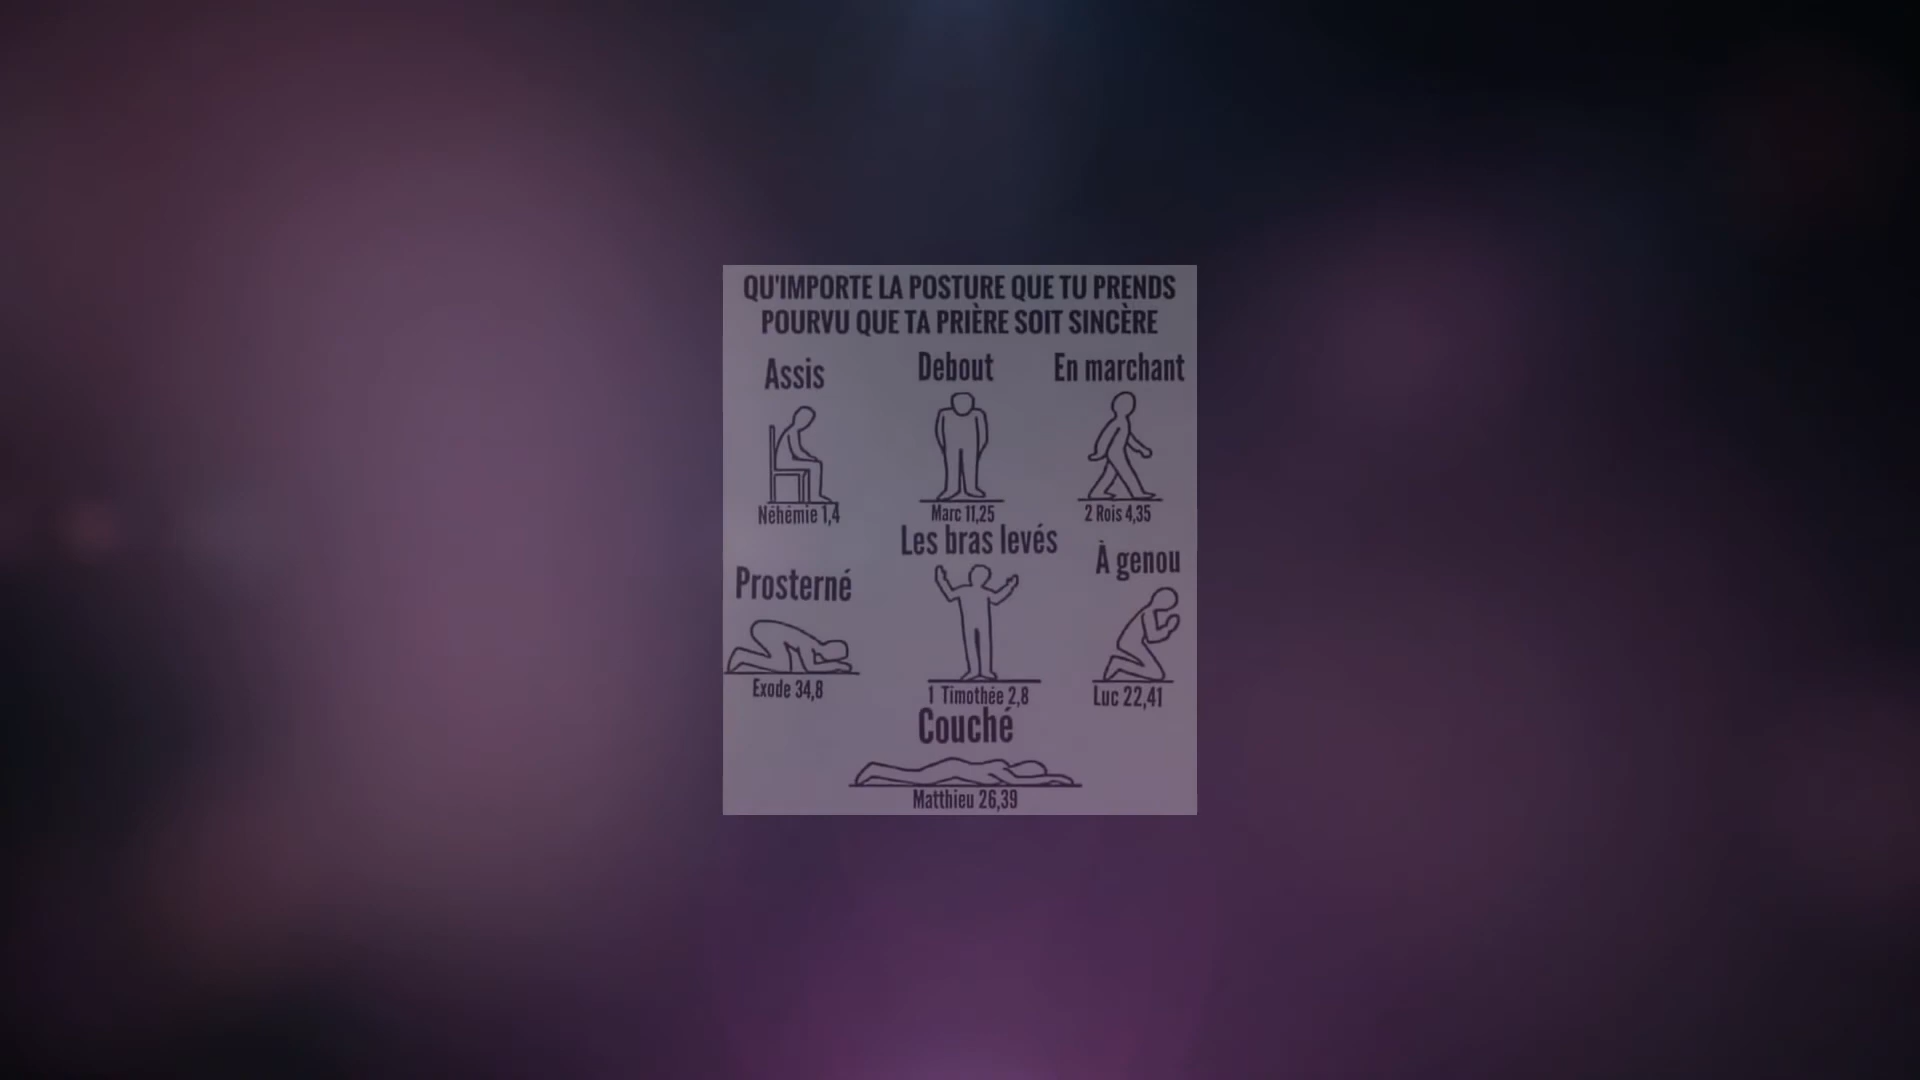 QU'IMPORTE LA POSTURE QUE TU PRENDS
POURVU QUE TA PRIÈRE SOIT SINCÈRE
Assis
Debout
En marchant
Néhémie 1,4
Marc 11,25
2 Rois 4,35
Prosterné
Les bras levés
À genou
Exode 34,8
1 Timothée 2,8
Luc 22,41
Couché
Matthieu 26,39